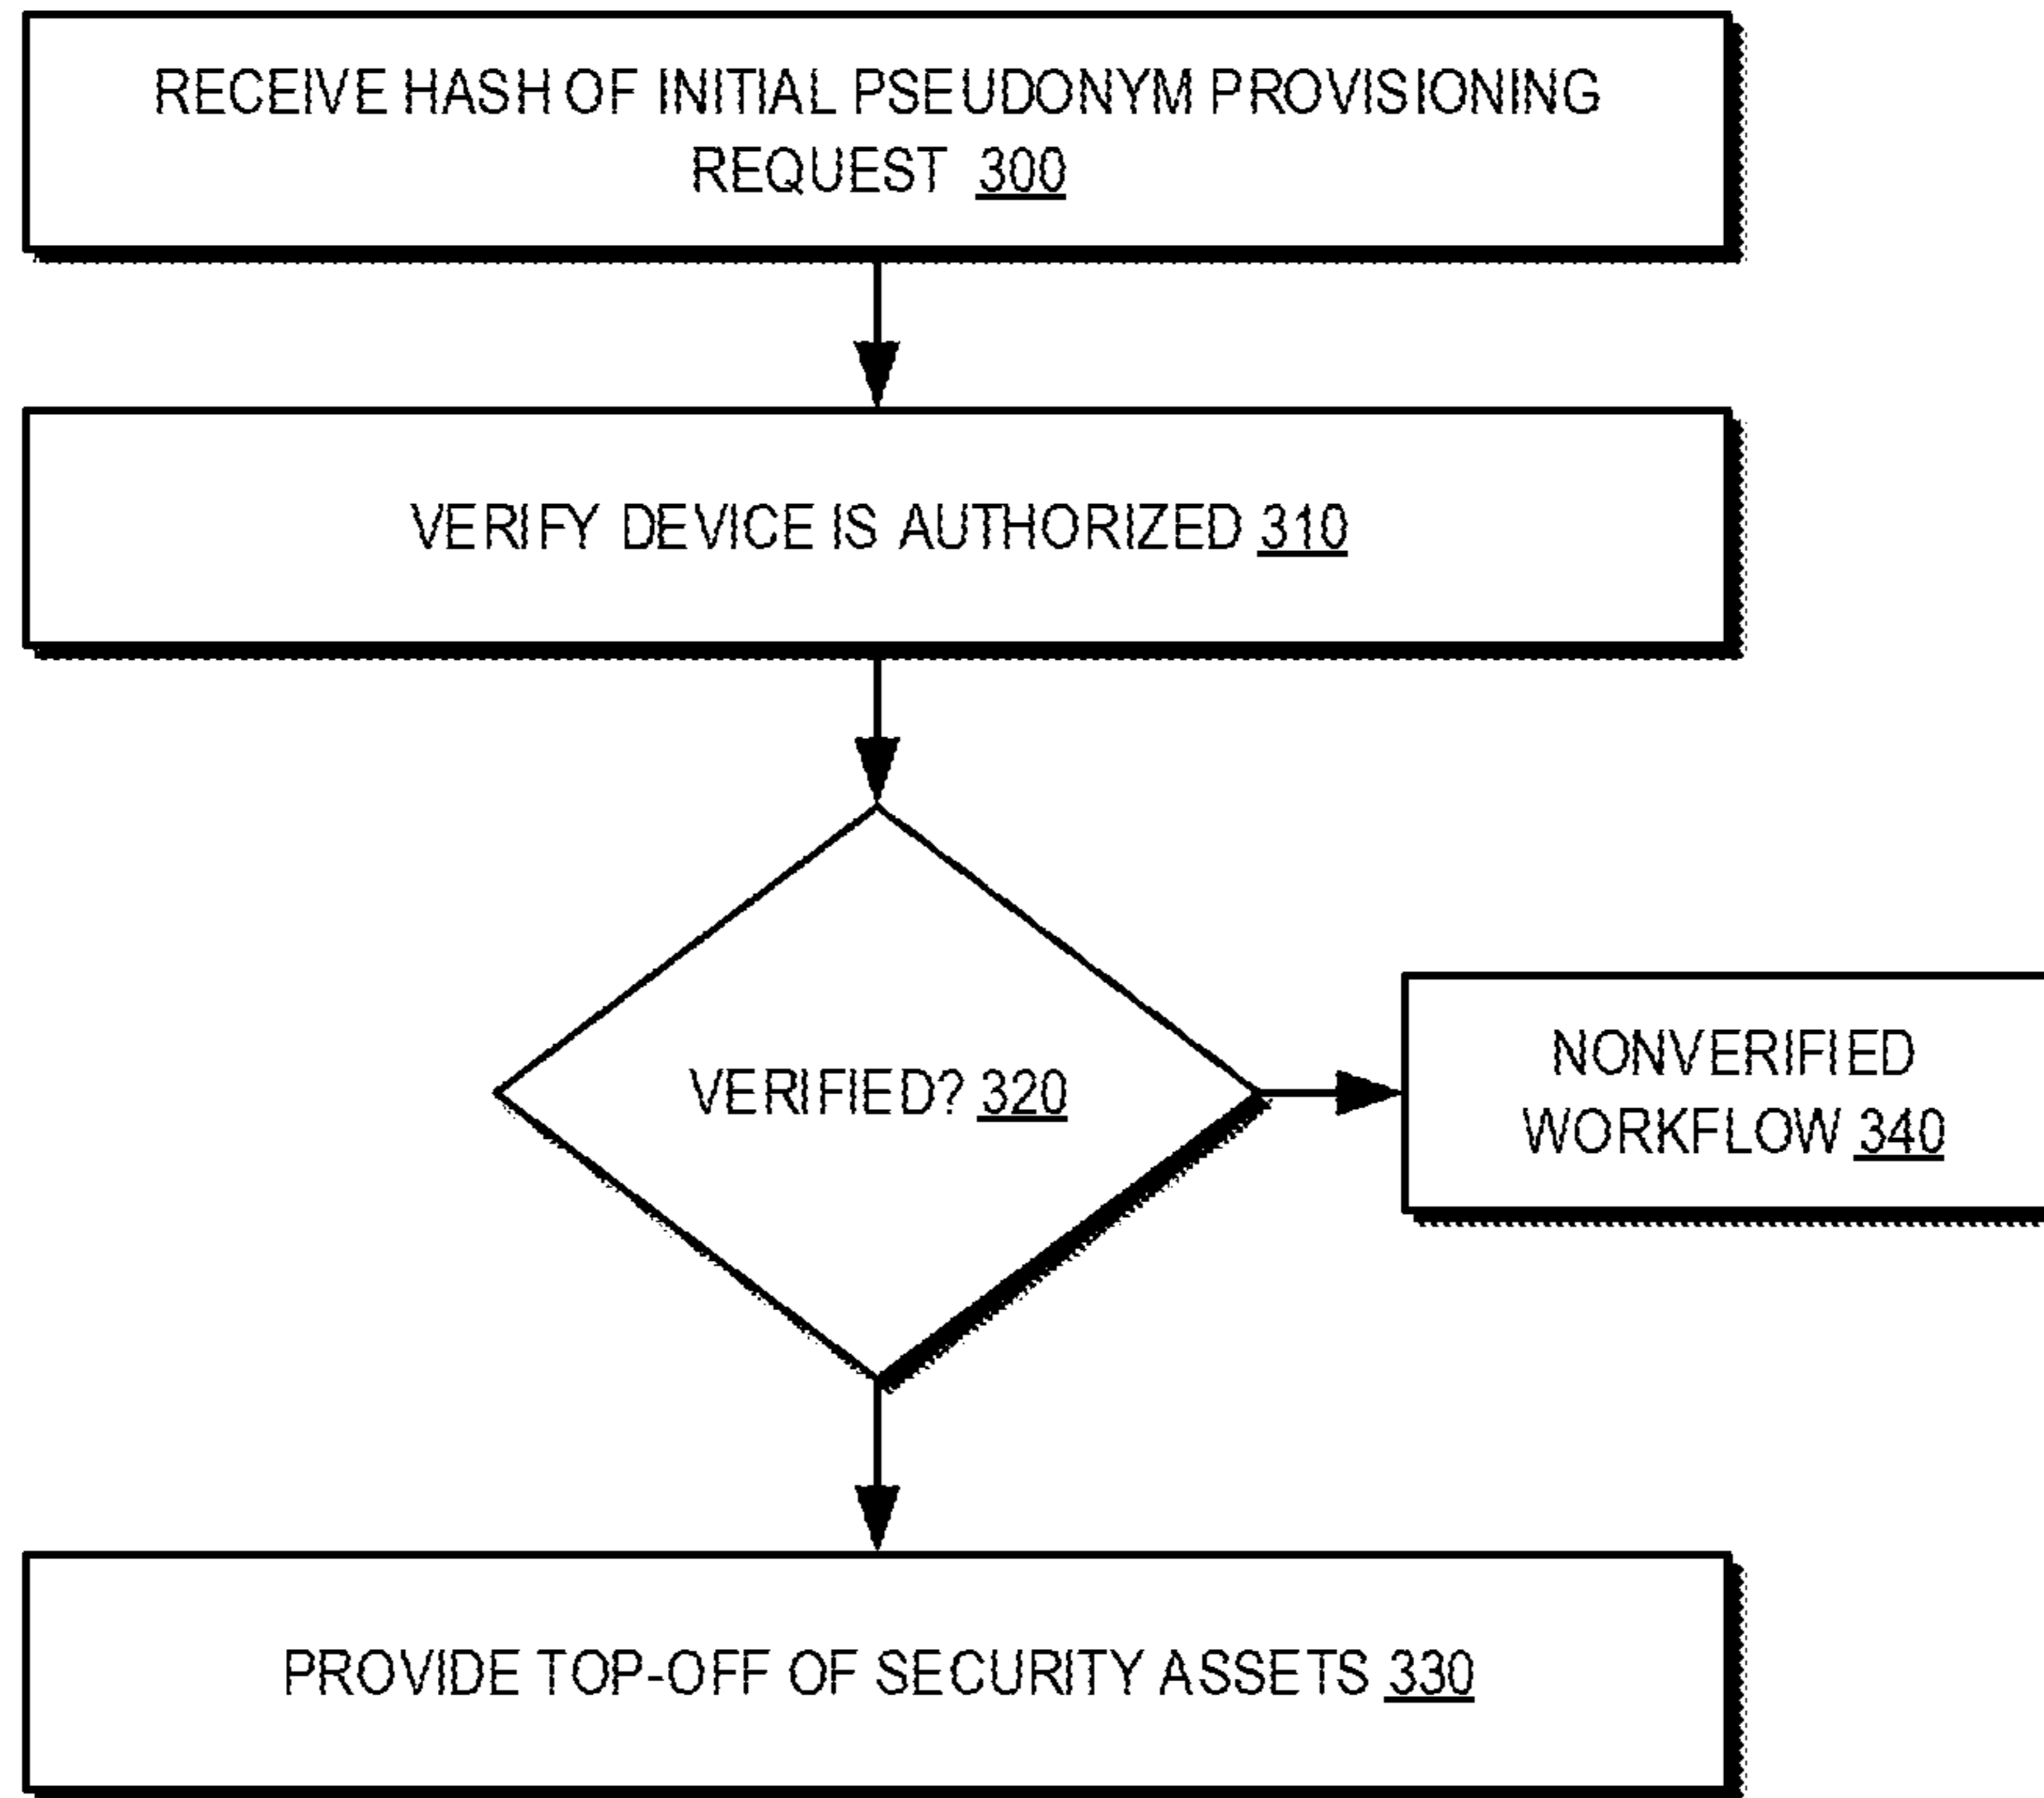 RECEIVE HASH OF INITIAL PSEUDONYM PROVISIONING
REQUEST 300
VERIFY DEVICE IS AUTHORIZED 310
VERIFIED? 320
NONVERIFIED
WORKFLOW 340
PROVIDE TOP-OFF OF SECURITY ASSETS 330